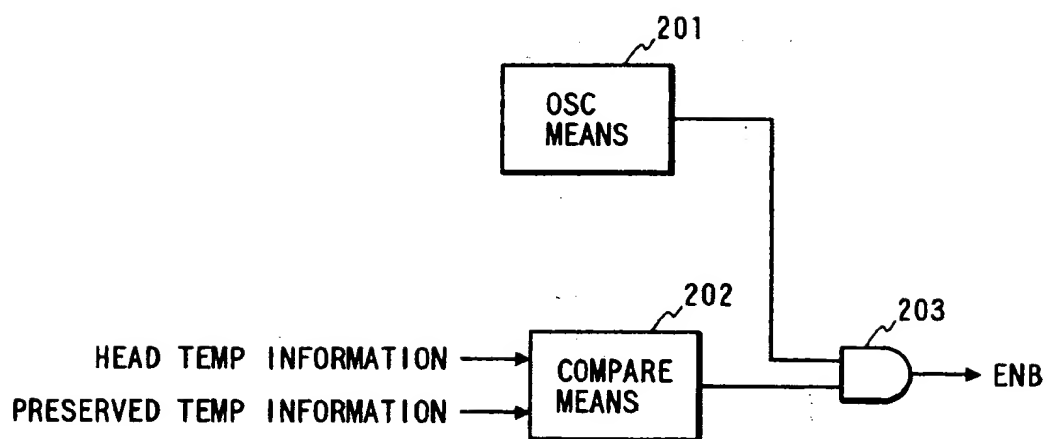 201
OSC
MEANS
202
203
HEAD TEMP INFORMATION
COMPARE
MEANS
ENB
PRESERVED TEMP INFORMATION